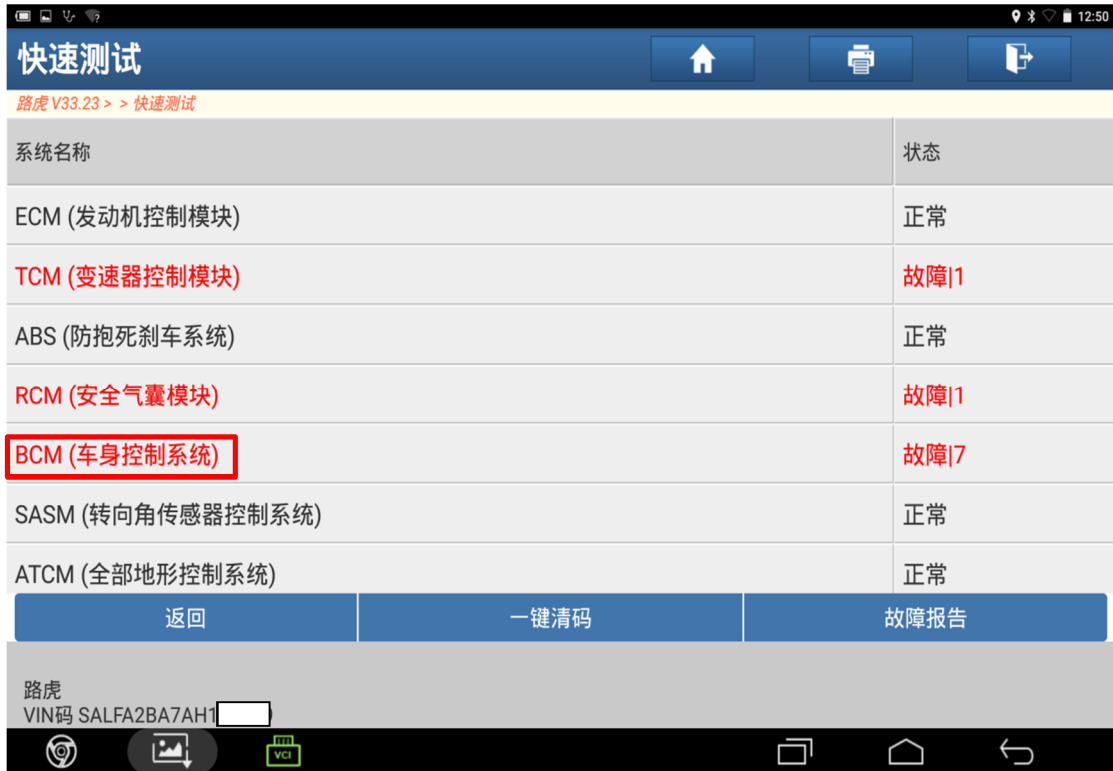 12:50
快速测试
路虎 V33.23 > > 快速测试
系统名称 状态
ECM (发动机控制模块) 正常
TCM (变速器控制模块) 故障|1
ABS (防抱死刹车系统) 正常
RCM (安全气囊模块) 故障|1
BCM (车身控制系统) 故障|7
SASM (转向角传感器控制系统) 正常
ATCM (全部地形控制系统) 正常
返回 一键清码 故障报告
路虎
VIN码 SALFA2BA7AH1
VCI